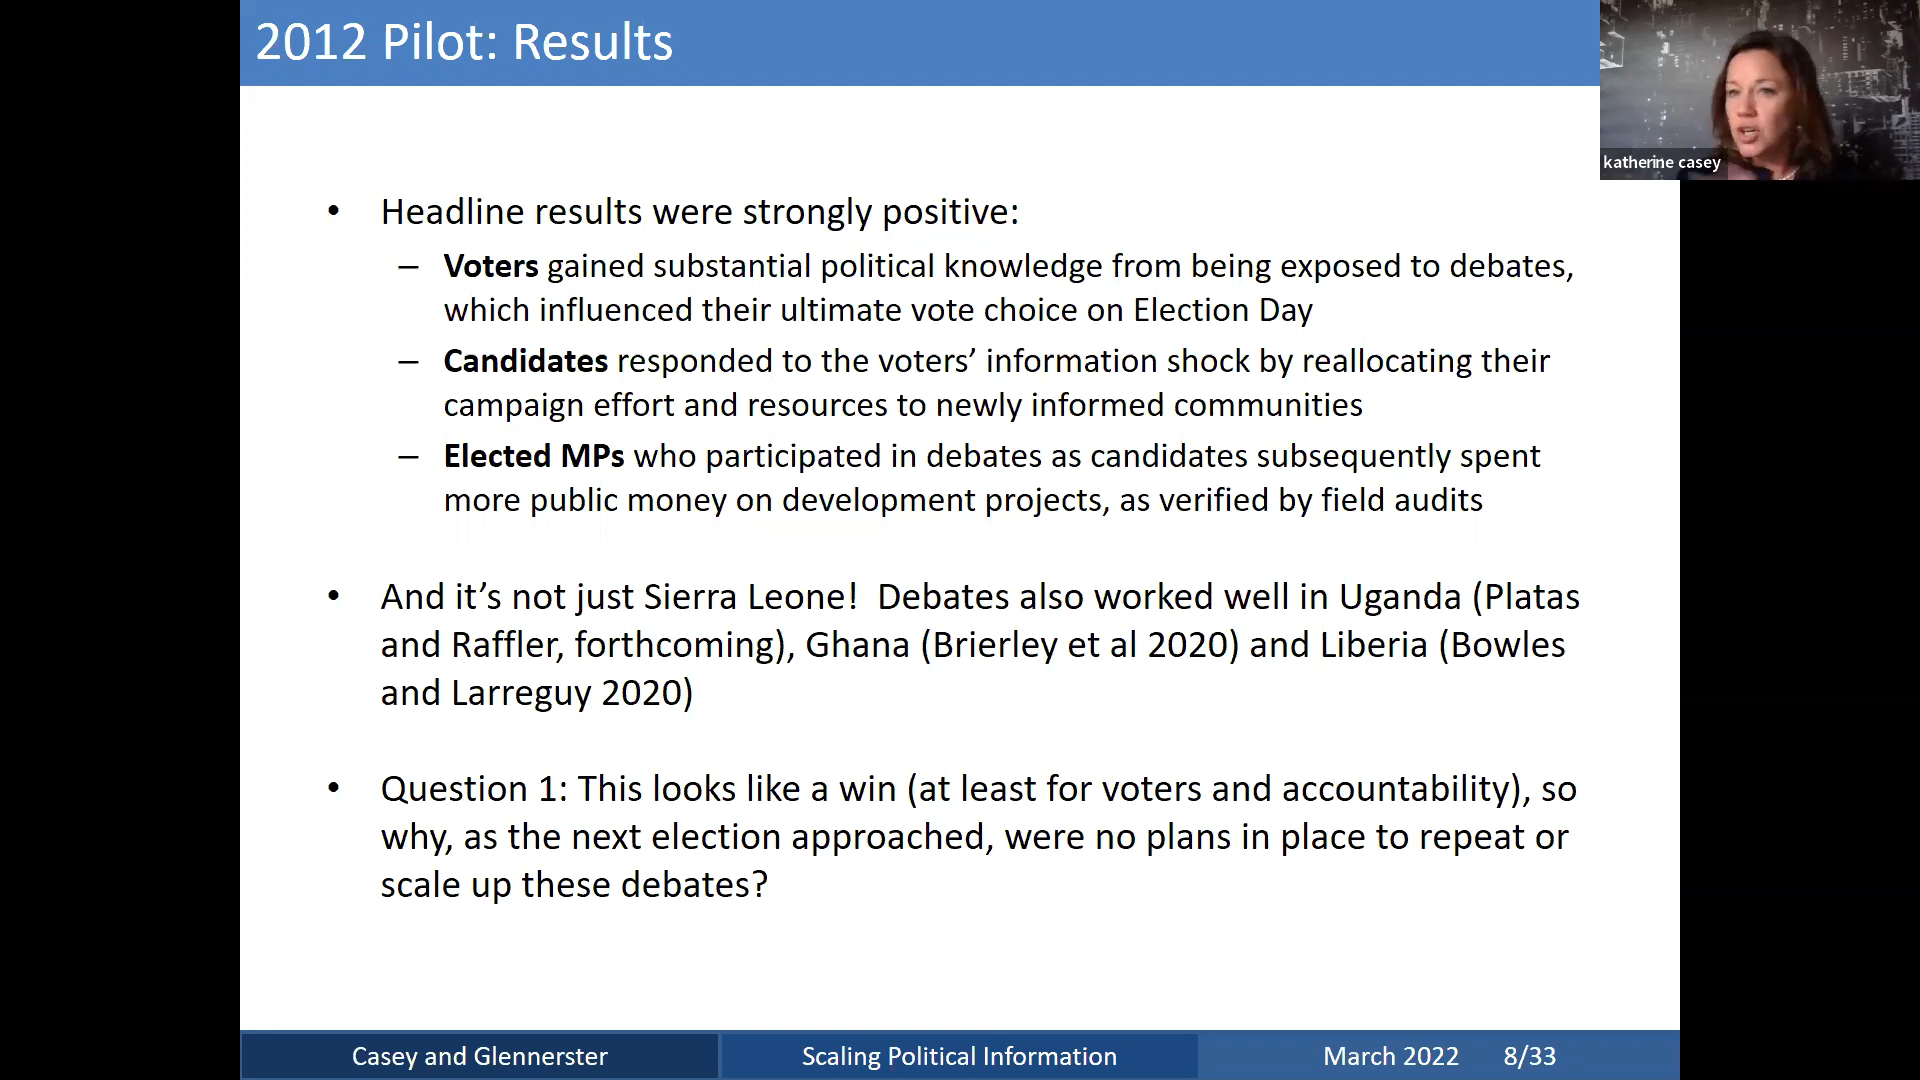 2012 Pilot: Results
katherine casey
• Headline results were strongly positive:
– Voters gained substantial political knowledge from being exposed to debates,
which influenced their ultimate vote choice on Election Day
– Candidates responded to the voters’ information shock by reallocating their
campaign effort and resources to newly informed communities
– Elected MPs who participated in debates as candidates subsequently spent
more public money on development projects, as verified by field audits
• And it’s not just Sierra Leone!  Debates also worked well in Uganda (Platas
and Raffler, forthcoming), Ghana (Brierley et al 2020) and Liberia (Bowles
and Larreguy 2020)
• Question 1: This looks like a win (at least for voters and accountability), so
why, as the next election approached, were no plans in place to repeat or
scale up these debates?
Casey and Glennerster
Scaling Political Information
March 2022 8/33